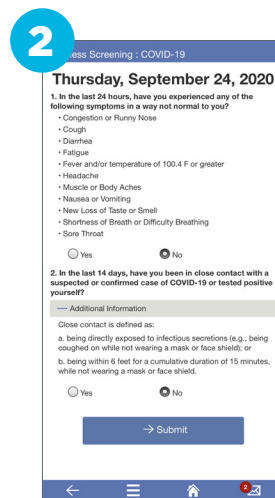 2
ess Screening : COVID-19
Thursday, September 24, 2020
1. In the last 24 hours, have you experienced any of the
following symptoms in a way not normal to you?
• Congestion or Runny Nose
• Cough
• Diarrhea
• Fatigue
• Fever and/or temperature of 100.4 F or greater
• Headache
• Muscle or Body Aches
• Nausea or Vomiting
• New Loss of Taste or Smell
• Shortness of Breath or Difficulty Breathing
• Sore Throat
Yes No
2. In the last 14 days, have you been in close contact with a
suspected or confirmed case of COVID-19 or tested positive
yourself?
— Additional Information
Close contact is defined as:
a. being directly exposed to infectious secretions (e.g., being
coughed on while not wearing a mask or face shield); or
b. being within 6 feet for a cumulative duration of 15 minutes,
while not wearing a mask or face shield.
Yes No
→ Submit
2